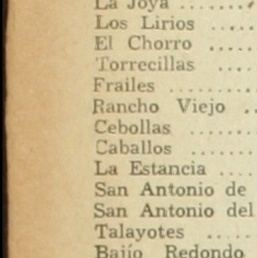 La Joya ........
Los Lirios ....
El Chorro ....
Torrecillas ....
Frailes ........
Rancho Viejo ..
Cebollas .......
Caballos .......
La Estancia ....
San Antonio de
San Antonio del
Talayotes .....
Bajío Redondo